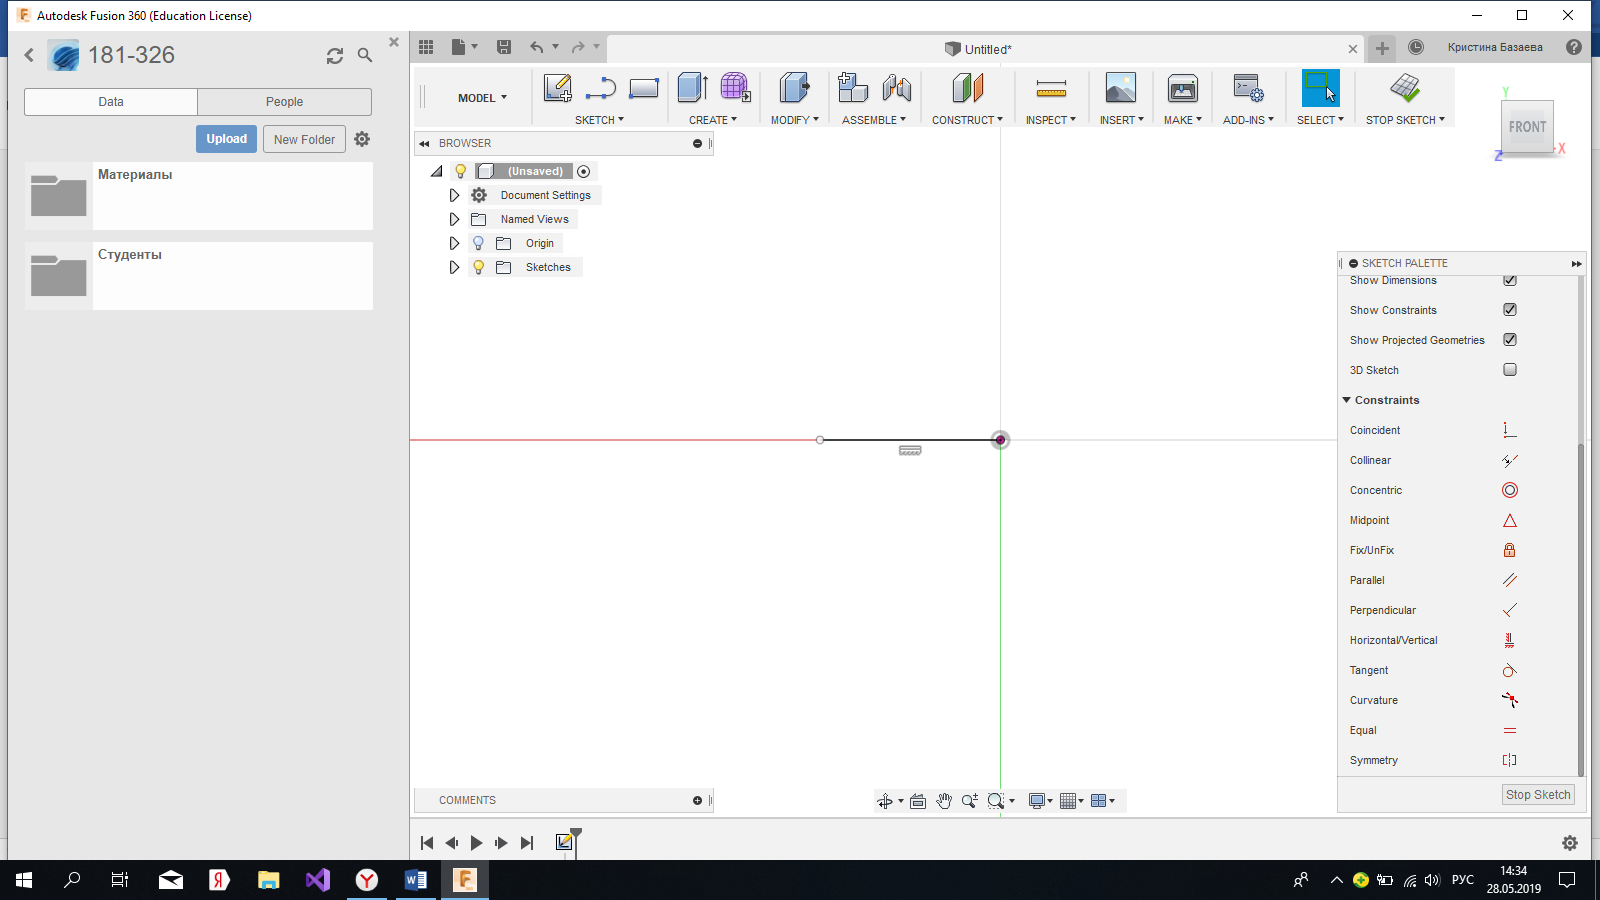 Autodesk Fusion 360 (Education License)
181-326
Data
People
Upload
New Folder
Материалы
Студенты
Untitled*
Кристина Базаева
MODEL
SKETCH
CREATE
MODIFY
ASSEMBLE
CONSTRUCT
INSPECT
INSERT
MAKE
ADD-INS
SELECT
STOP SKETCH
BROWSER
(Unsaved)
Document Settings
Named Views
Origin
Sketches
Y
FRONT
Z
X
SKETCH PALETTE
Show Dimensions
Show Constraints
Show Projected Geometries
3D Sketch
Constraints
Coincident
Collinear
Concentric
Midpoint
Fix/UnFix
Parallel
Perpendicular
Horizontal/Vertical
Tangent
Curvature
Equal
Symmetry
Stop Sketch
COMMENTS
РУС
14:34
28.05.2019